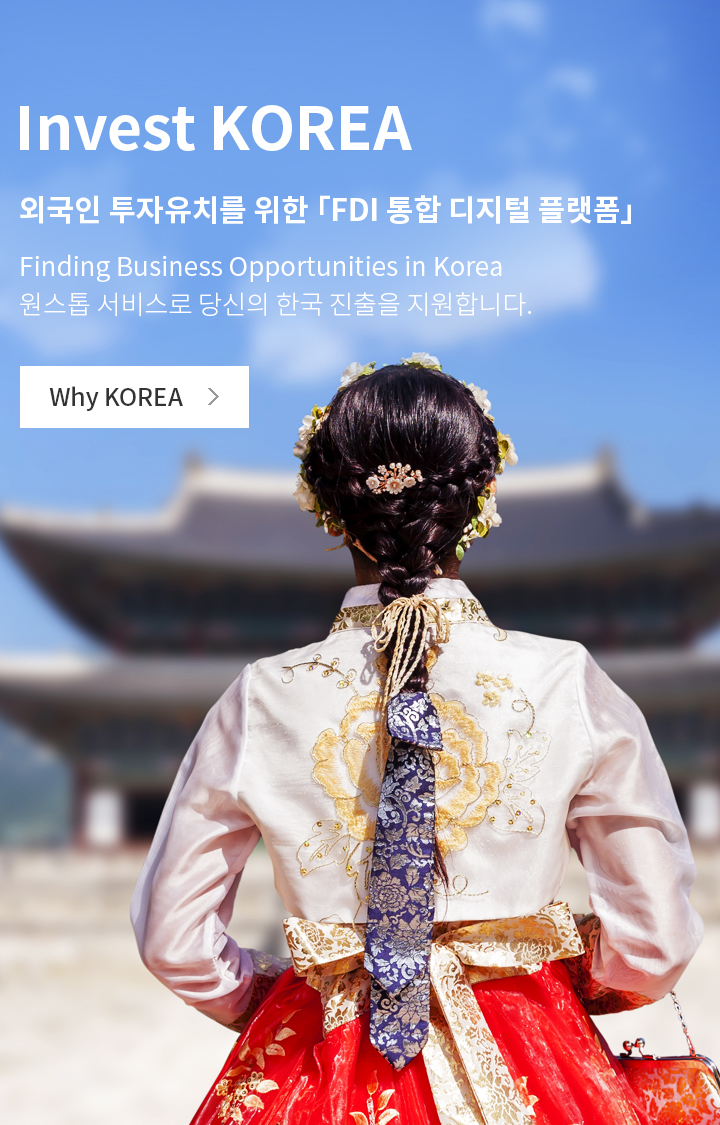 Invest KOREA
외국인 투자유치를 위한 「FDI 통합 디지털 플랫폼」
Finding Business Opportunities in Korea
원스톱 서비스로 당신의 한국 진출을 지원합니다.
Why KOREA